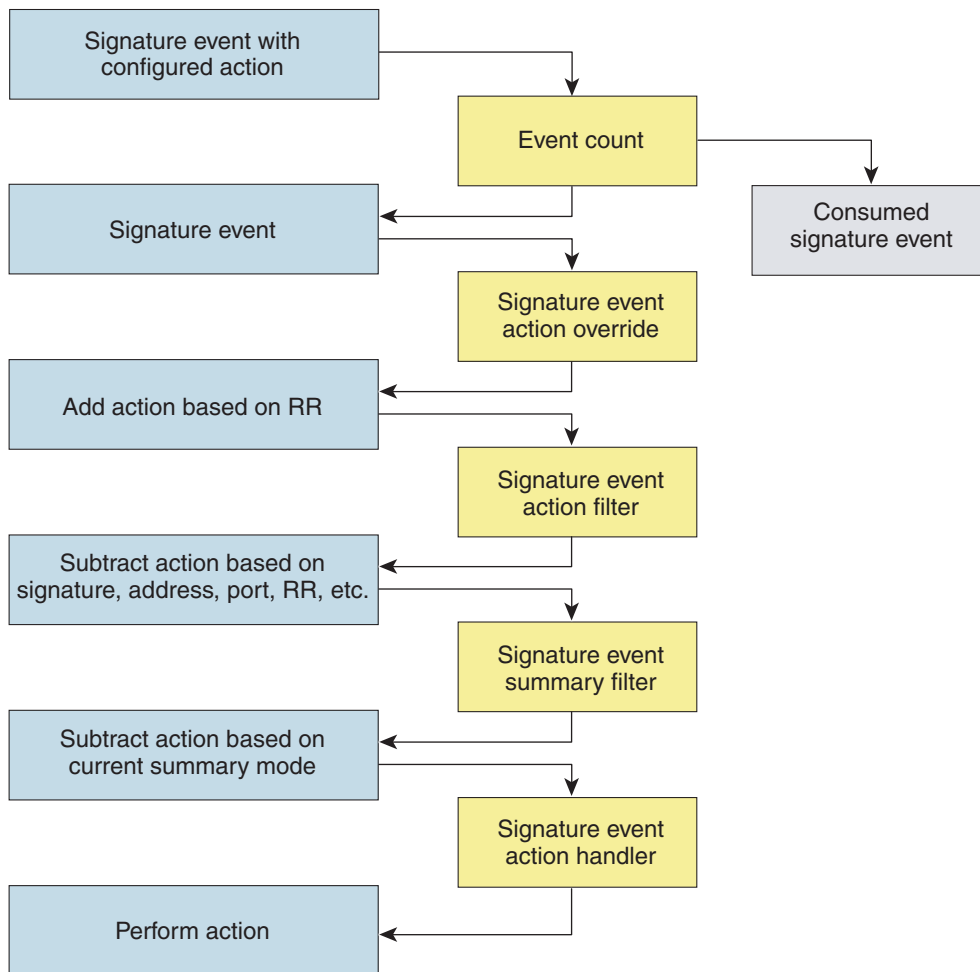 Signature event with
configured action
Event count
Consumed
signature event
Signature event
Signature event
action override
Add action based on RR
Signature event
action filter
Subtract action based on
signature, address, port, RR, etc.
Signature event
summary filter
Subtract action based on
current summary mode
Signature event
action handler
Perform action